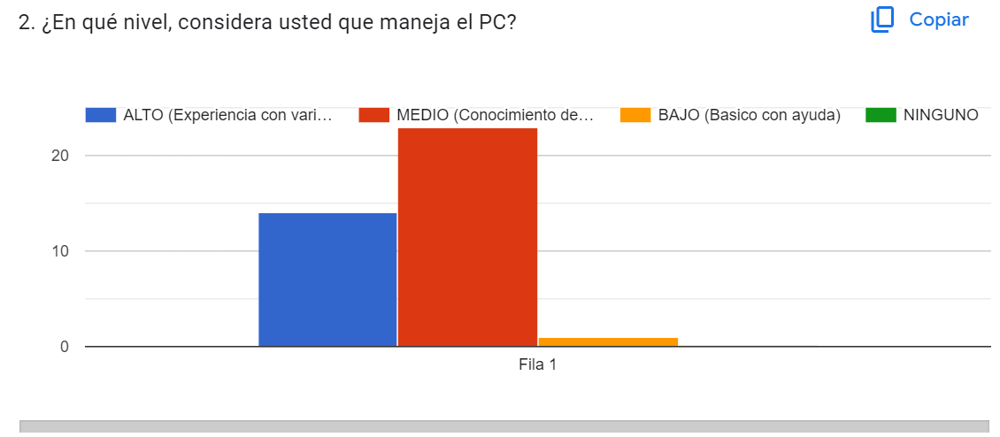 2. ¿En qué nivel, considera usted que maneja el PC?
Copiar
ALTO (Experiencia con vari... MEDIO (Conocimiento de... BAJO (Basico con ayuda) NINGUNO
20
10
0
Fila 1